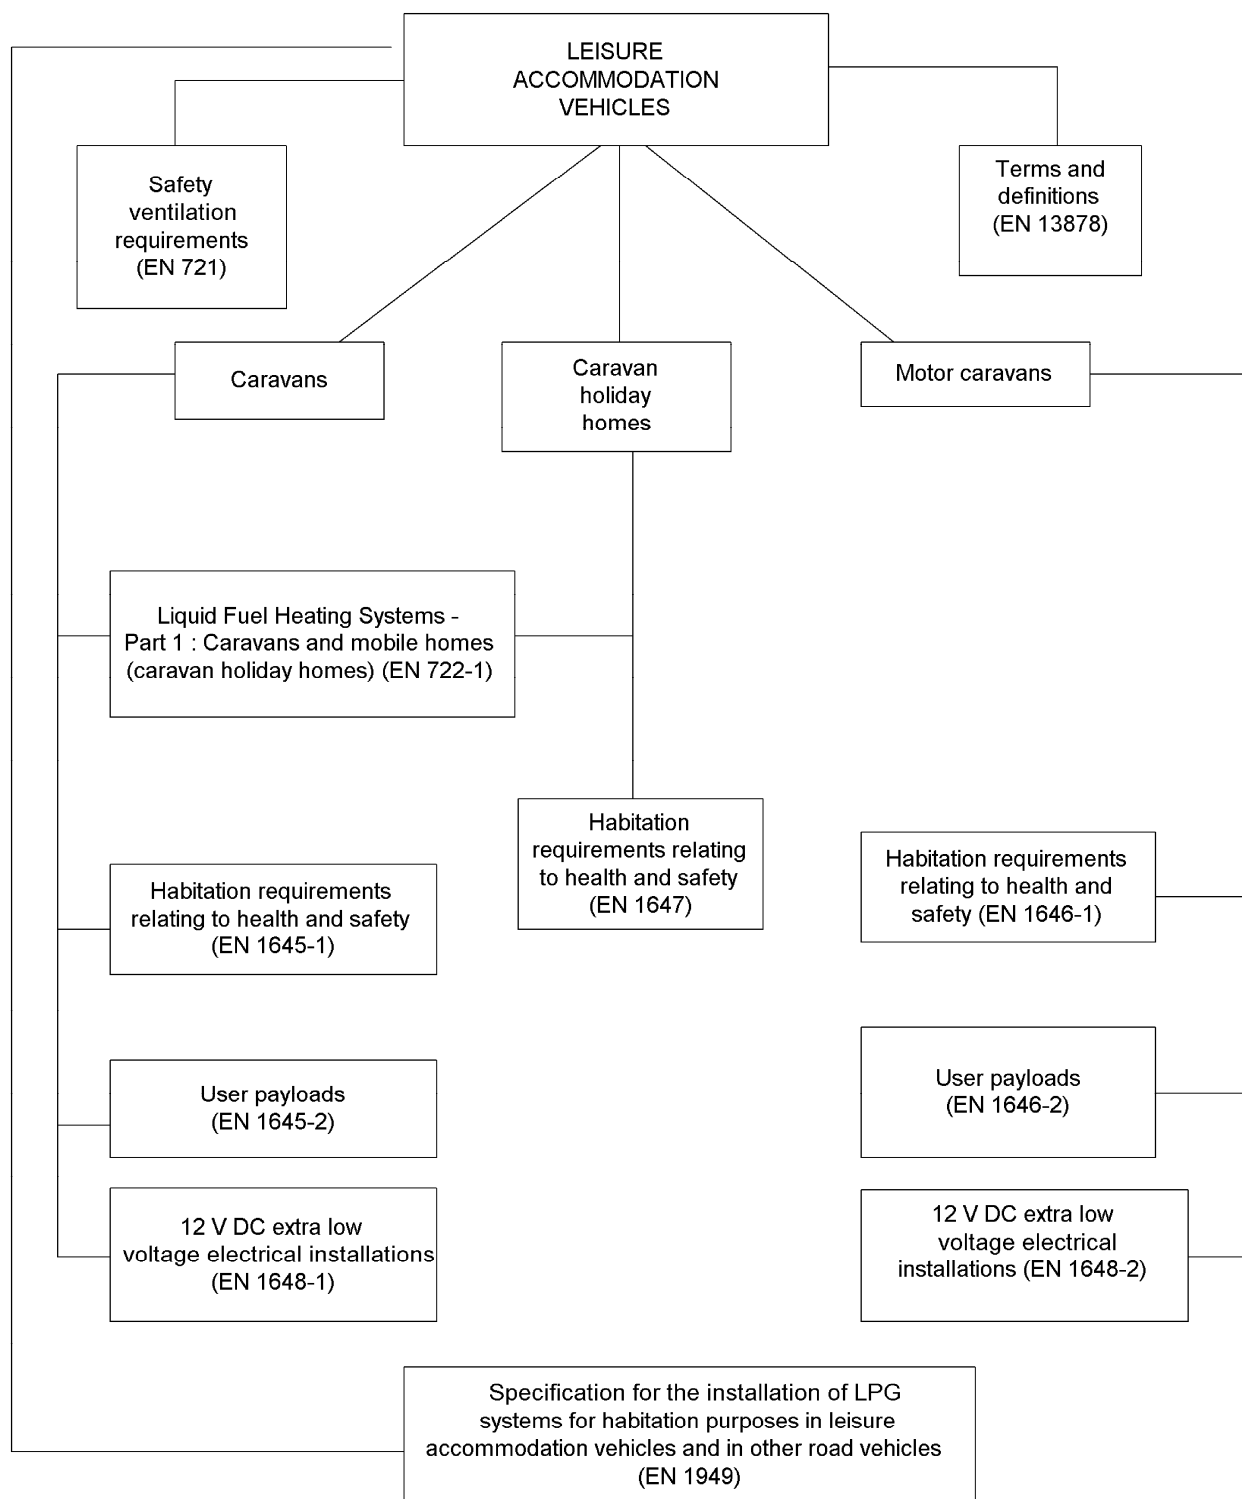 LEISURE
ACCOMMODATION
VEHICLES
Safety
ventilation
requirements
(EN 721)
Terms and
definitions
(EN 13878)
Caravans
Caravan
holiday
homes
Motor caravans
Liquid Fuel Heating Systems -
Part 1 : Caravans and mobile homes
(caravan holiday homes) (EN 722-1)
Habitation
requirements relating
to health and safety
(EN 1647)
Habitation requirements
relating to health and
safety (EN 1646-1)
Habitation requirements
relating to health and safety
(EN 1645-1)
User payloads
(EN 1645-2)
User payloads
(EN 1646-2)
12 V DC extra low
voltage electrical installations
(EN 1648-1)
12 V DC extra low
voltage electrical
installations (EN 1648-2)
Specification for the installation of LPG
systems for habitation purposes in leisure
accommodation vehicles and in other road vehicles
(EN 1949)